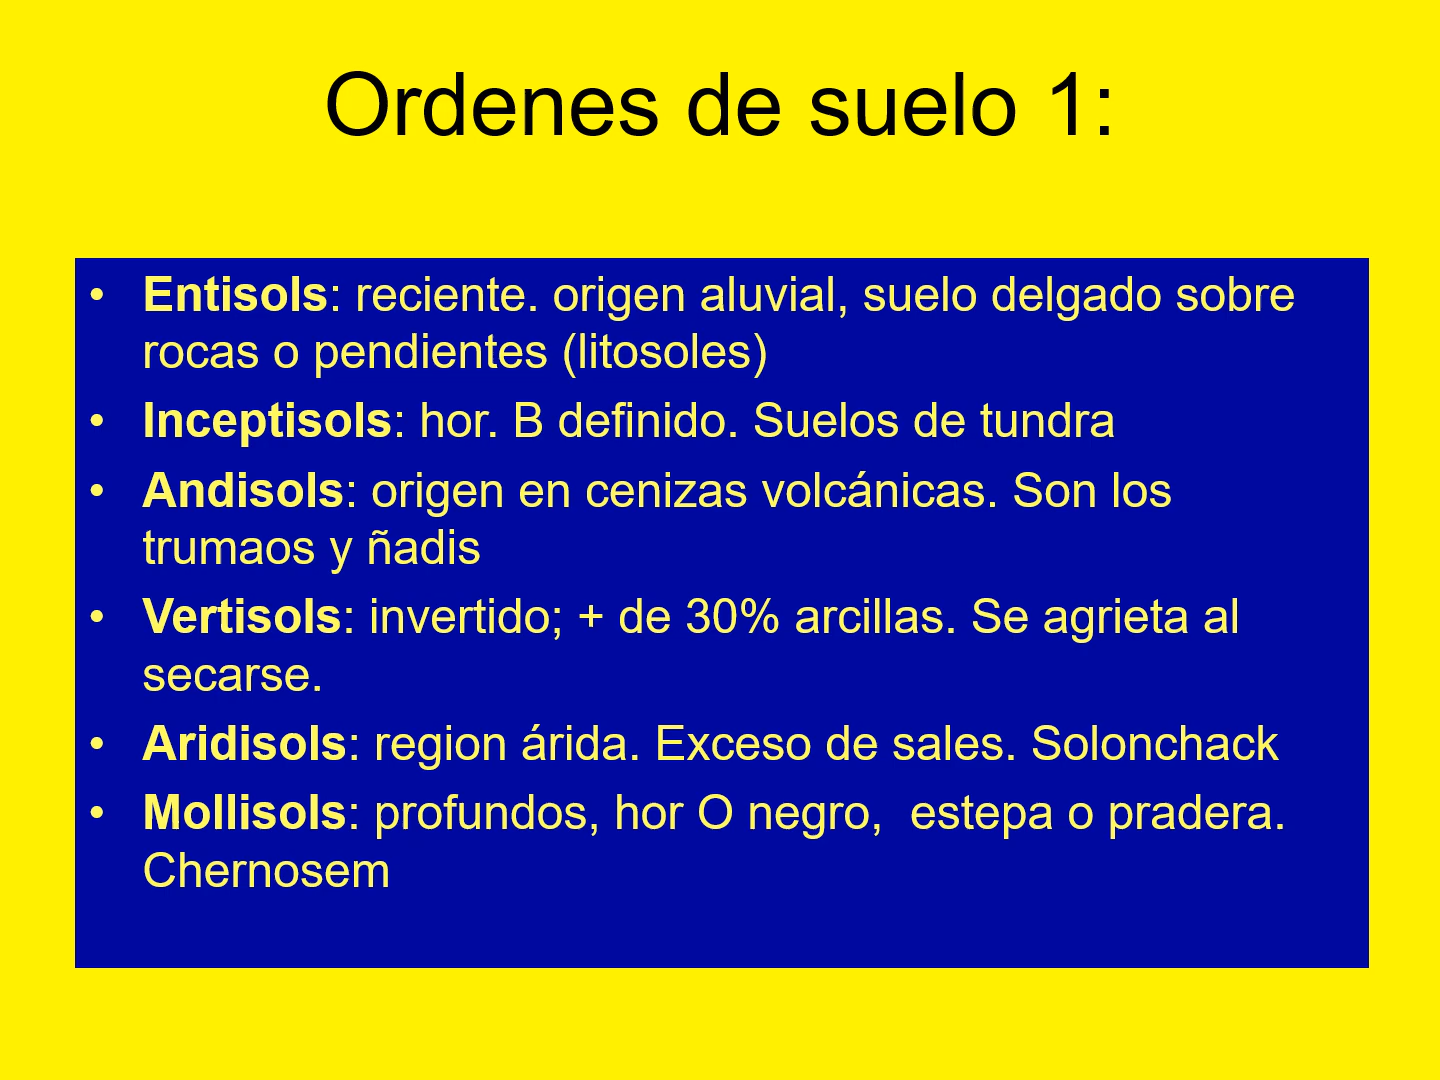 Ordenes de suelo 1:
• Entisols: reciente. origen aluvial, suelo delgado sobre
rocas o pendientes (litosoles)
• Inceptisols: hor. B definido. Suelos de tundra
• Andisols: origen en cenizas volcánicas. Son los
trumaos y ñadis
• Vertisols: invertido; + de 30% arcillas. Se agrieta al
secarse.
• Aridisols: region árida. Exceso de sales. Solonchack
• Mollisols: profundos, hor O negro,  estepa o pradera.
Chernosem